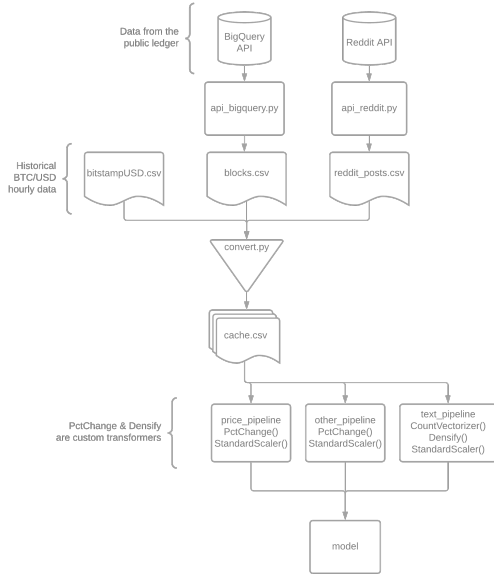 Data from the
public ledger
BigQuery
API
Reddit API
api_bigquery.py
api_reddit.py
Historical
BTC/USD
hourly data
bitstampUSD.csv
blocks.csv
reddit_posts.csv
convert.py
cache.csv
PctChange & Densify
are custom transformers
price_pipeline
PctChange()
StandardScaler()
other_pipeline
PctChange()
StandardScaler()
text_pipeline
CountVectorizer()
Densify()
StandardScaler()
model